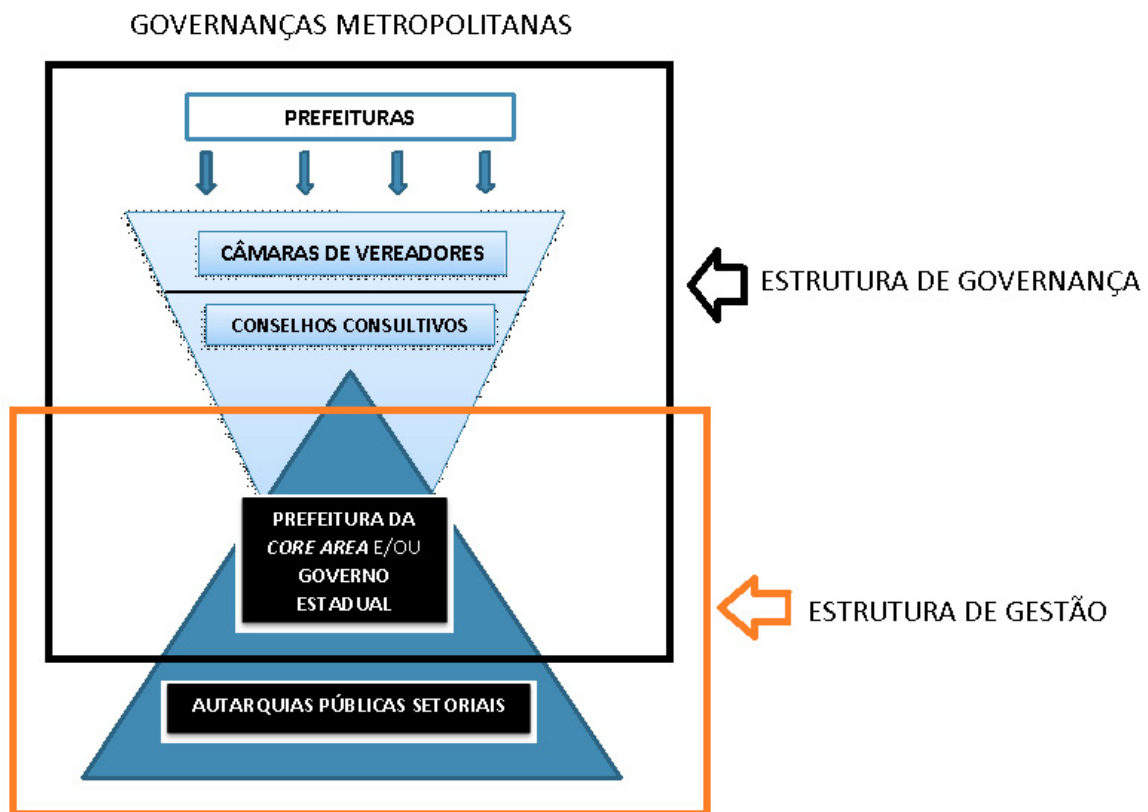 GOVERNANÇAS METROPOLITANAS
PREFEITURAS
CÂMARAS DE VEREADORES
CONSELHOS CONSULTIVOS
ESTRUTURA DE GOVERNANÇA
PREFEITURA DA
CORE AREA E/OU
GOVERNO
ESTADUAL
ESTRUTURA DE GESTÃO
AUTARQUIAS PÚBLICAS SETORIAIS